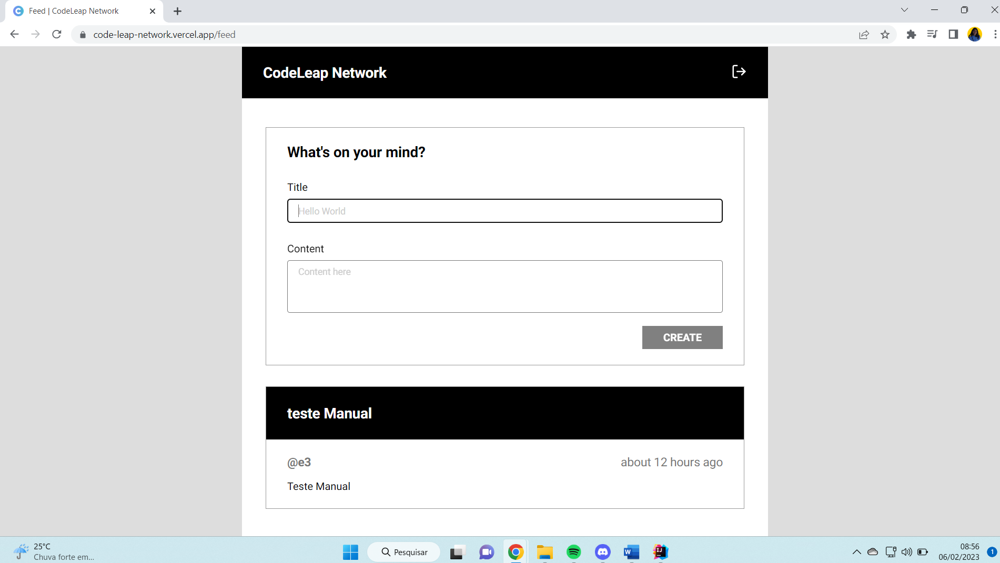 Feed | CodeLeap Network
code-leap-network.vercel.app/feed
CodeLeap Network
What's on your mind?
Title
Hello World
Content
Content here
CREATE
teste Manual
@e3
about 12 hours ago
Teste Manual
25°C
Chuva forte em...
Pesquisar
W
IJ
08:56
06/02/2023
1